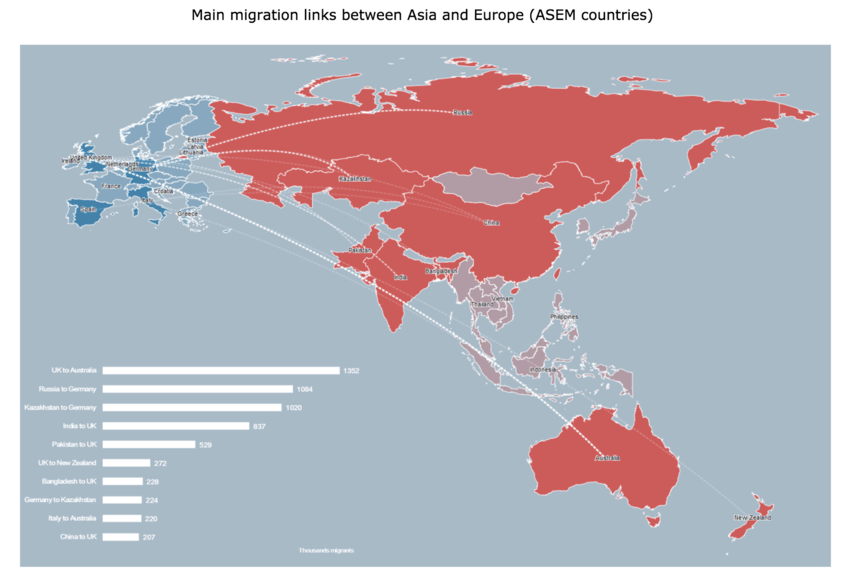 Main migration links between Asia and Europe (ASEM countries)
Russia
Estonia
Latvia
Lithuania
United Kingdom
Ireland
Netherlands
Germany
Kazakhstan
France
Croatia
Italy
Spain
Greece
China
Pakistan
India
Bangladesh
Vietnam
Thailand
Philippines
Indonesia
Australia
New Zealand
UK to Australia 1352
Russia to Germany 1084
Kazakhstan to Germany 1020
India to UK 837
Pakistan to UK 529
UK to New Zealand 272
Bangladesh to UK 228
Germany to Kazakhstan 224
Italy to Australia 220
China to UK 207
Thousands migrants